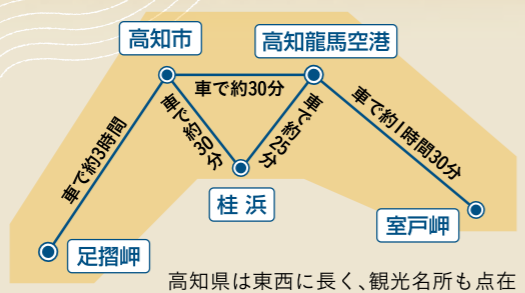 高知市
高知龍馬空港
車で約30分
車で約3時間
車で約30分
車で約25分
車で約1時間30分
桂浜
室戸岬
足摺岬
高知県は東西に長く、観光名所も点在